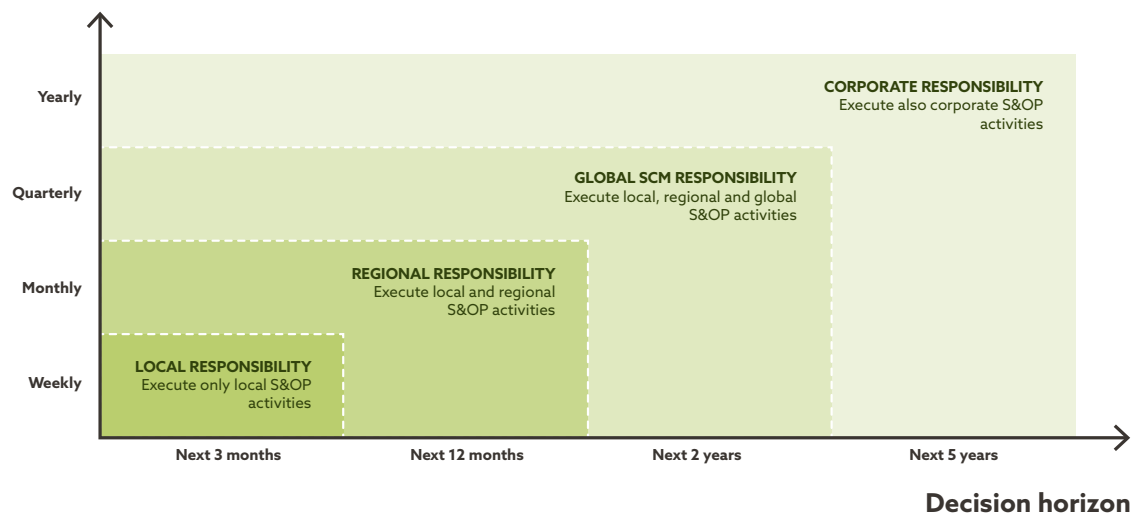 Yearly
CORPORATE RESPONSIBILITY
Execute also corporate S&OP
activities
Quarterly
GLOBAL SCM RESPONSIBILITY
Execute local, regional and global
S&OP activities
Monthly
REGIONAL RESPONSIBILITY
Execute local and regional
S&OP activities
Weekly
LOCAL RESPONSIBILITY
Execute only local S&OP
activities
Next 3 months
Next 12 months
Next 2 years
Next 5 years
Decision horizon